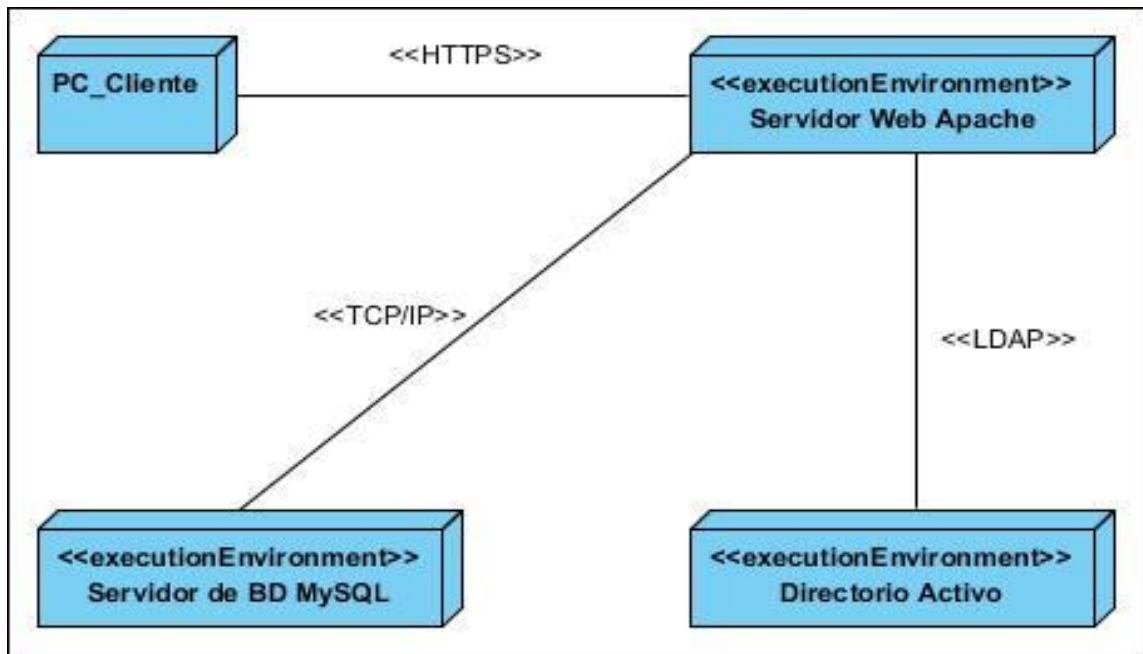 <<HTTPS>>
PC_Cliente
<<executionEnvironment>>
Servidor Web Apache
<<TCP/IP>>
<<LDAP>>
<<executionEnvironment>>
Servidor de BD MySQL
<<executionEnvironment>>
Directorio Activo